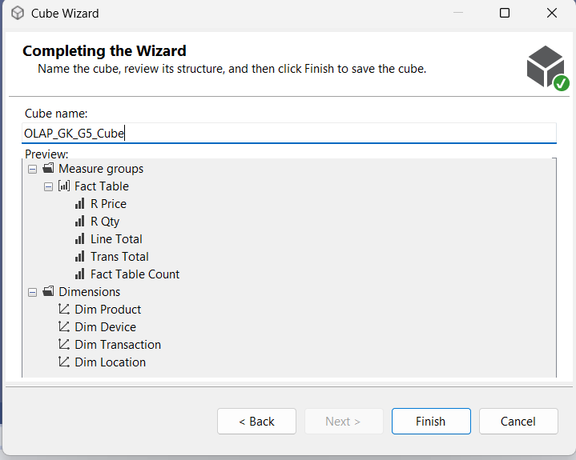 Cube Wizard
Completing the Wizard
Name the cube, review its structure, and then click Finish to save the cube.
Cube name:
OLAP_GK_G5_Cube
Preview:
Measure groups
Fact Table
R Price
R Qty
Line Total
Trans Total
Fact Table Count
Dimensions
Dim Product
Dim Device
Dim Transaction
Dim Location
< Back
Next >
Finish
Cancel